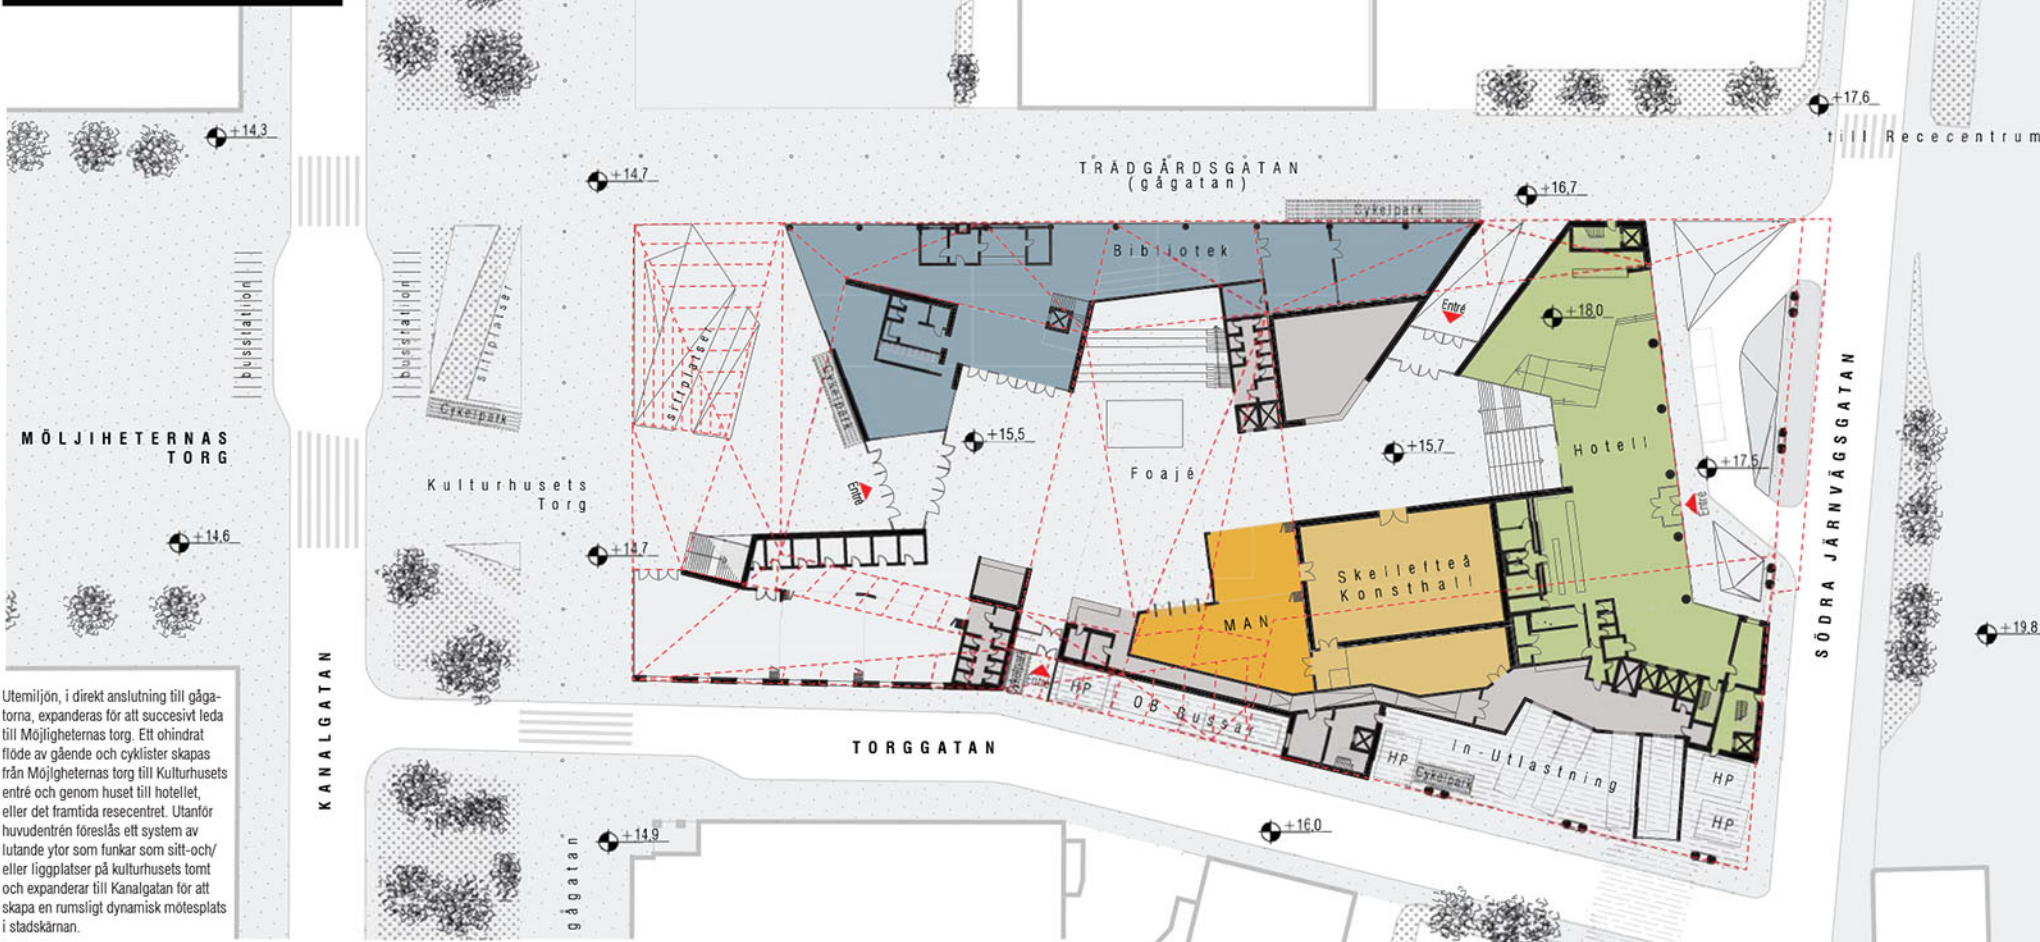 +14,3
+14,7
TRÄDGÅRDSGATAN
(gågatan)
+16,7
+17,6
till Rececentrum
Cykelpark
Bibliotek
busstation
busstation
sittplatser
sittplatser
Cykelpark
Cykelpark
Entré
+18,0
MÖLJIHETERNAS
TORG
Kulturhusets
Torg
+15,5
Foajé
+15,7
Hotell
+17,5
Entré
Entré
SÖDRA JÄRNVÄGSGATAN
+14,6
+14,7
Skellefteå
Konsthall
MAN
+19,8
KANALGATAN
HP
OB Bussar
TORGGATAN
In-Utlastning
HP
Cykelpark
HP
HP
+14,9
+16,0
gågatan
Utemiljön, i direkt anslutning till gåga-
torna, expanderas för att succesivt leda
till Möjligheternas torg. Ett ohindrat
flöde av gående och cyklister skapas
från Möjlgheternas torg till Kulturhusets
entré och genom huset till hotellet,
eller det framtida resecentret. Utanför
huvudentrén föreslås ett system av
lutande ytor som funkar som sitt-och/
eller liggplatser på kulturhusets tomt
och expanderar till Kanalgatan för att
skapa en rumsligt dynamisk mötesplats
i stadskärnan.